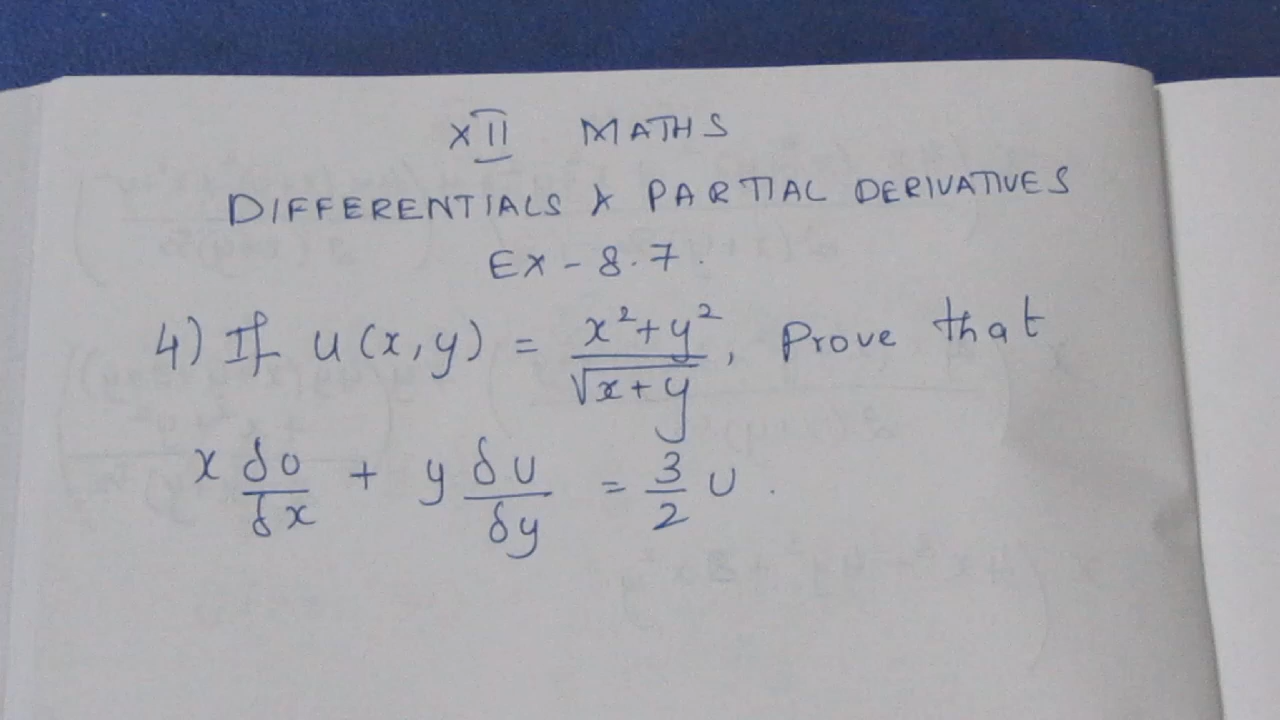 XII MATHS
DIFFERENTIALS & PARTIAL DERIVATIVES
EX - 8.7.
4) If u(x,y) = x²+y² / √x+y, Prove that
x δu/δx + y δu/δy = 3/2 u.